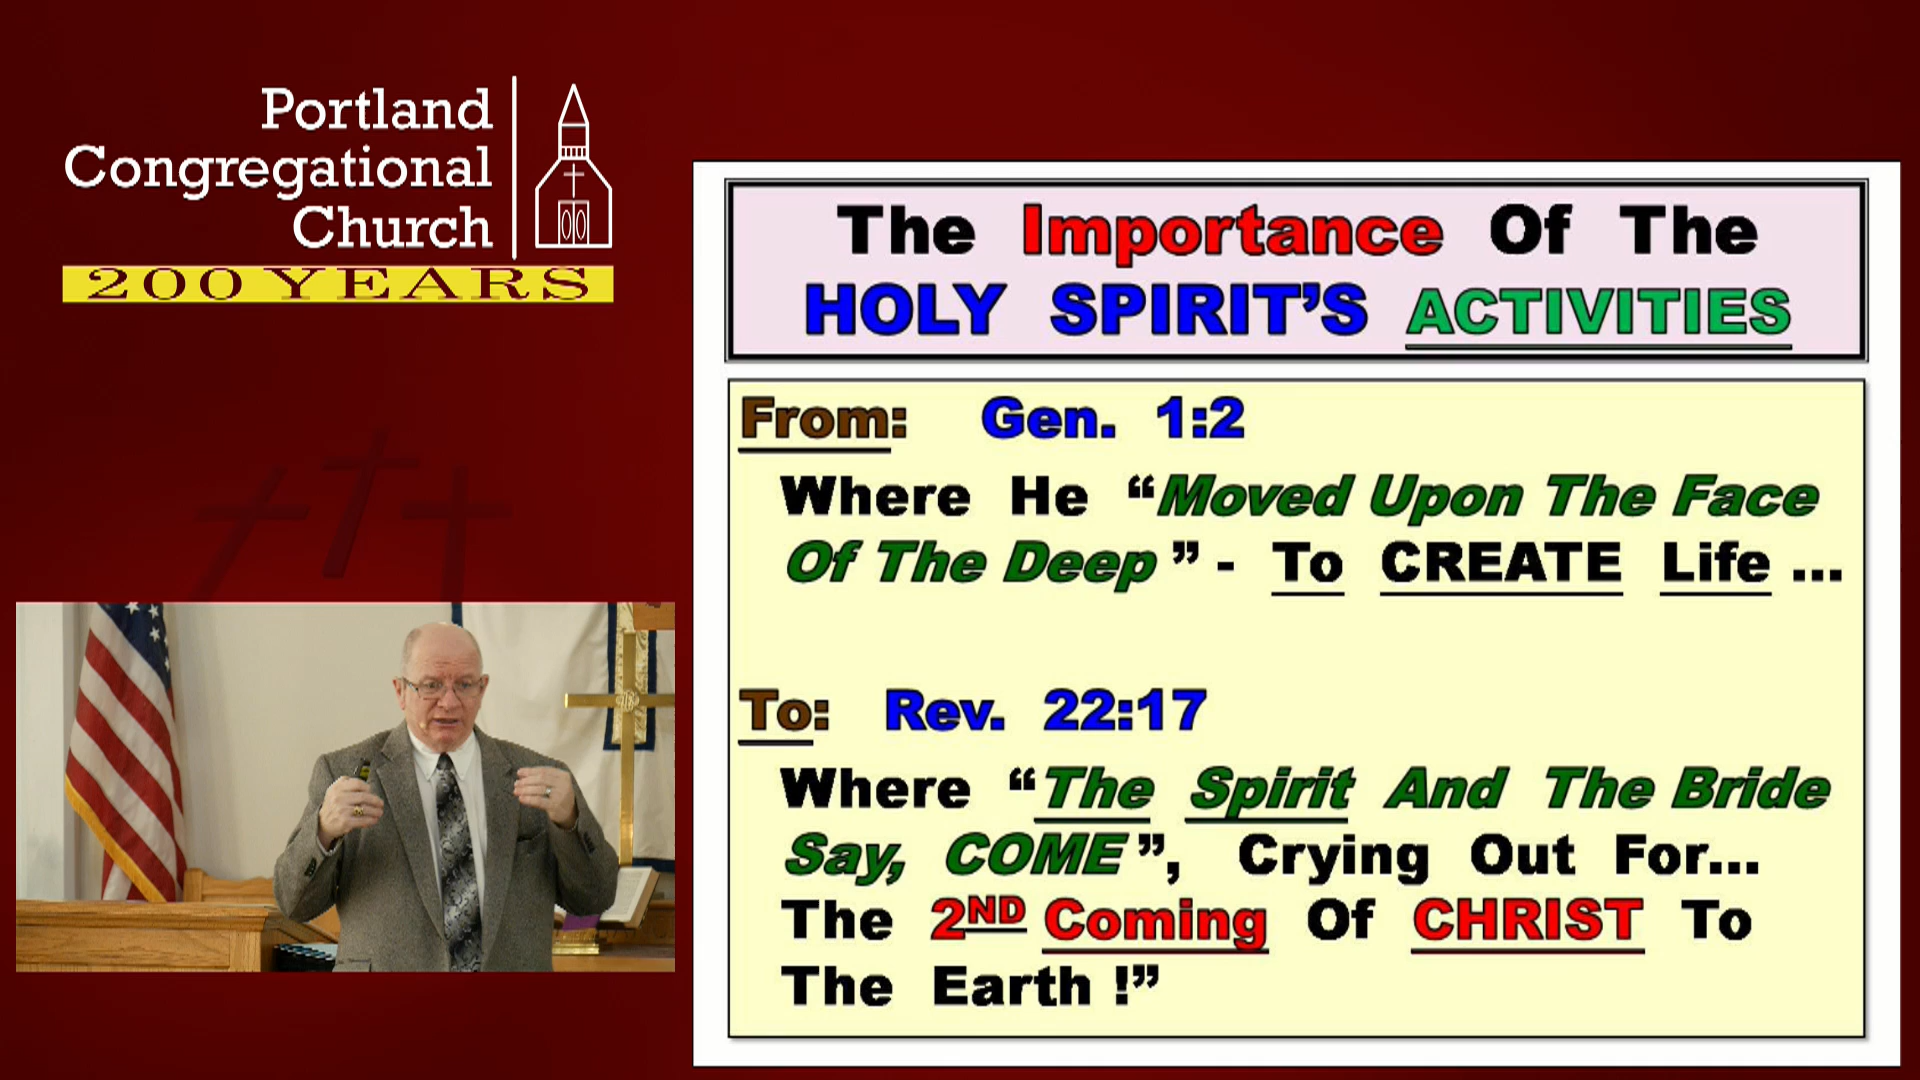 Portland
Congregational
Church
200 YEARS
The Importance Of The
HOLY SPIRIT’S ACTIVITIES
From: Gen. 1:2
Where He “Moved Upon The Face
Of The Deep” - To CREATE Life ...
To: Rev. 22:17
Where “The Spirit And The Bride
Say, COME”, Crying Out For...
The 2ND Coming Of CHRIST To
The Earth !”